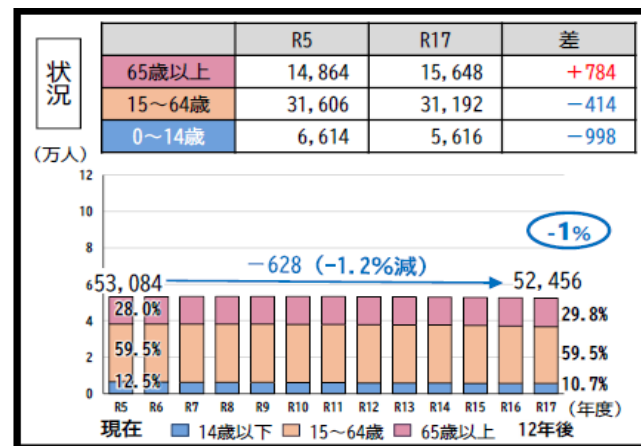 状況
R5 R17 差
65歳以上 14,864 15,648 +784
15~64歳 31,606 31,192 -414
0~14歳 6,614 5,616 -998
(万人)
12
10
-1%
8
-628 (-1.2%減)
6
53,084 52,456
28.0% 29.8%
4
59.5% 59.5%
2
12.5% 10.7%
0
R5 R6 R7 R8 R9 R10 R11 R12 R13 R14 R15 R16 R17 (年度)
現在 14歳以下 15~64歳 65歳以上 12年後